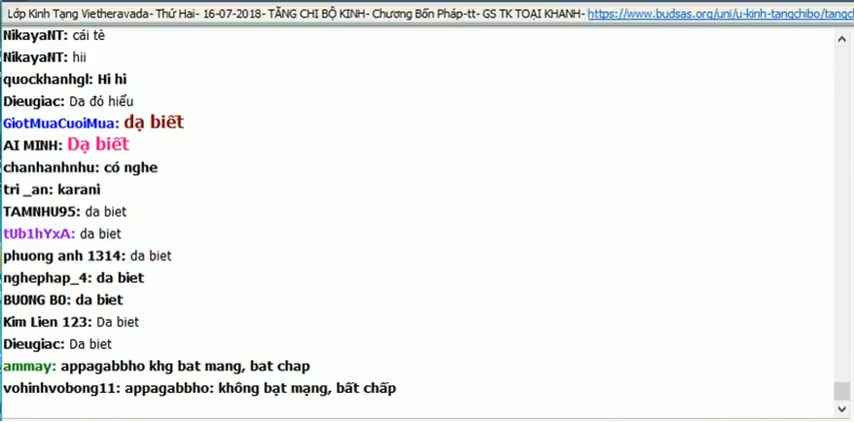 Lớp Kinh Tạng Vietheravada- Thứ Hai- 16-07-2018- TĂNG CHI BỘ KINH- Chương Bốn Pháp-tt- GS TK TOẠI KHANH- https://www.budsas.org/uni/u-kinh-tangchibo/tangc
NikayaNT: cái tè
NikayaNT: hii
quockhanhgl: Hi hi
Dieugiac: Da đó hiểu
GiotMuaCuoiMua: dạ biết
AI MINH: Dạ biết
chanhanhnhu: có nghe
tri _an: karani
TAMNHU95: da biet
tUb1hYxA: da biet
phuong anh 1314: da biet
nghephap_4: da biet
BUONG BO: da biet
Kim Lien 123: Da biet
Dieugiac: Da biet
ammay: appagabbho khg bat mang, bat chap
vohinhvobong11: appagabbho: không bạt mạng, bất chấp